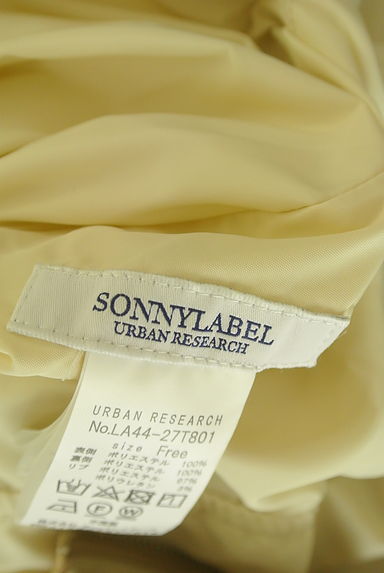 SONNYLABEL
URBAN RESEARCH
URBAN RESEARCH
No.LA44-27T801
size Free
表側 ポリエステル 100%
裏側 ポリエステル 100%
リブ ポリエステル 97%
ポリウレタン 3%
F W